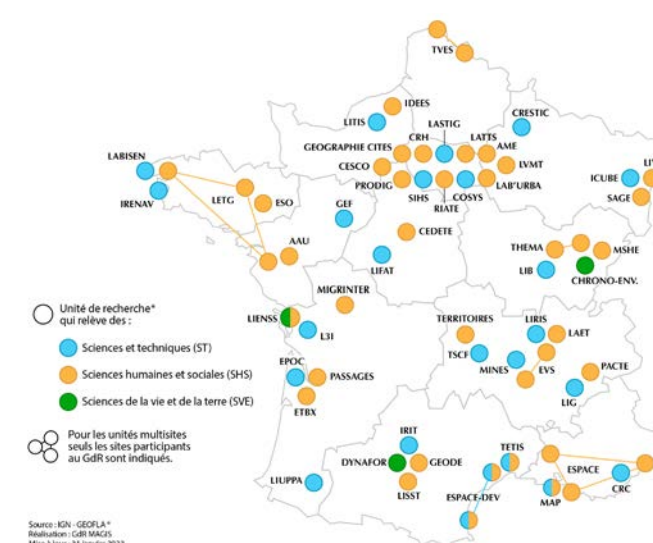 TVES
IDEES
LITIS
LASTIG
CRESTIC
CRH
LATTS
GEOGRAPHIE CITES
AME
LABISEN
CESCO
LVMT
LI
ICUBE
PRODIG
LAB'URBA
SIHS
COSYS
SAGE
IRENAV
LETG
ESO
GEF
RIATE
CEDETE
AAU
THEMA
MSHE
LIFAT
LIB
CHRONO-ENV.
MIGRINTER
Unité de recherche*
qui relève des :
LIENSS
L3I
TERRITOIRES
LIRIS
LAET
Sciences et techniques (ST)
TSCF
MINES
EVS
PACTE
EPOC
Sciences humaines et sociales (SHS)
PASSAGES
LIG
Sciences de la vie et de la terre (SVE)
ETBX
Pour les unités multisites
seuls les sites participants
au GdR sont indiqués.
IRIT
TETIS
DYNAFOR
GEODE
ESPACE
LIUPPA
LISST
ESPACE-DEV
MAP
CRC
Source : IGN - GEOFLA®
Réalisation : GdR MAGIS